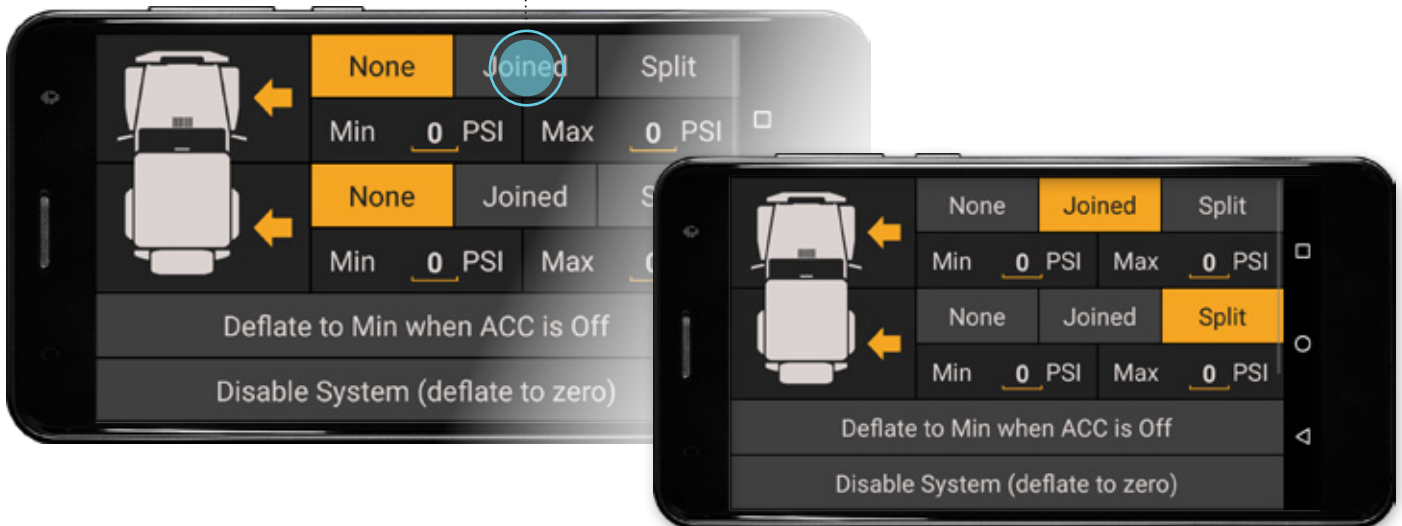 None Joined Split
Min 0 PSI Max 0 PSI
None Joined S
Min 0 PSI Max 0
Deflate to Min when ACC is Off
Disable System (deflate to zero)
None Joined Split
Min 0 PSI Max 0 PSI
None Joined Split
Min 0 PSI Max 0 PSI
Deflate to Min when ACC is Off
Disable System (deflate to zero)